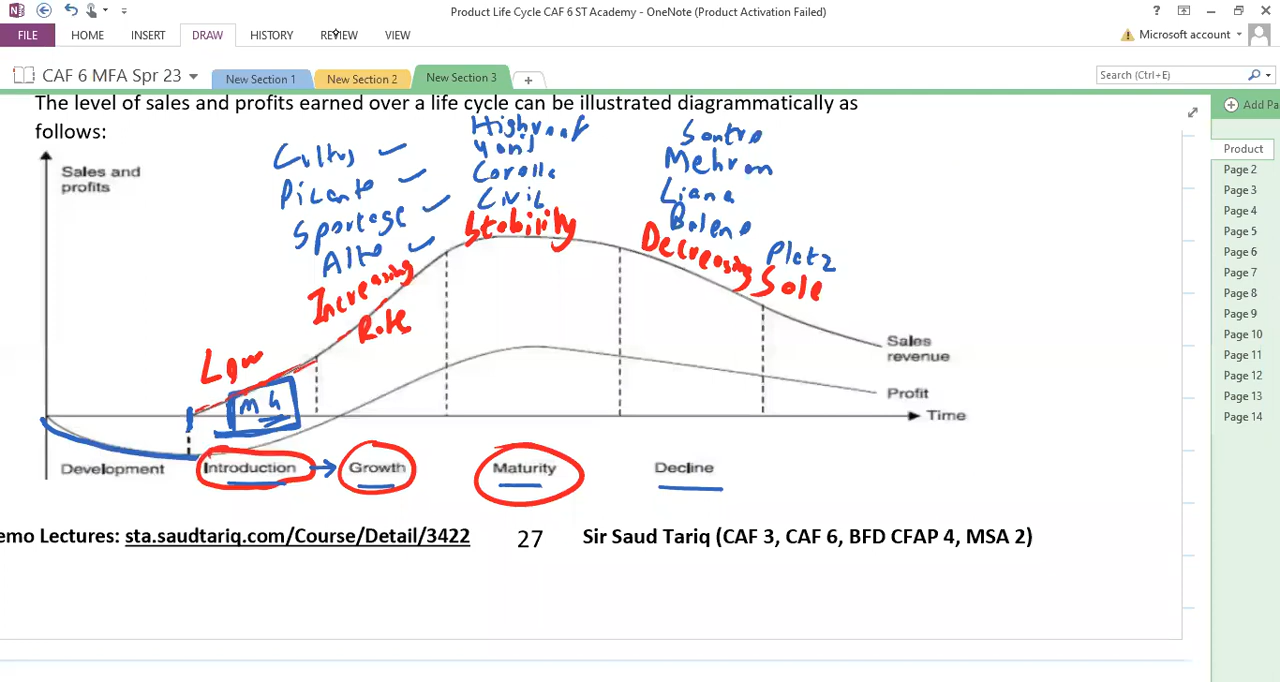 Product Life Cycle CAF 6 ST Academy - OneNote (Product Activation Failed)
FILE HOME INSERT DRAW HISTORY REVIEW VIEW
Microsoft account
CAF 6 MFA Spr 23
New Section 1
New Section 2
New Section 3
Search (Ctrl+E)
Add Pa
Product
Page 2
Page 3
Page 4
Page 5
Page 6
Page 7
Page 8
Page 9
Page 10
Page 11
Page 12
Page 13
Page 14
The level of sales and profits earned over a life cycle can be illustrated diagrammatically as
follows:
Sales and
profits
Cultus
Picanto
Sportage
Alto
Increasing
Rate
Low
Corolla
Civic
Stability
Santro
Mehran
Liana
Baleno
Platz
Decreasing
Sale
Sales
revenue
Profit
Time
Development
Introduction
Growth
Maturity
Decline
emo Lectures: sta.saudtariq.com/Course/Detail/3422
27
Sir Saud Tariq (CAF 3, CAF 6, BFD CFAP 4, MSA 2)